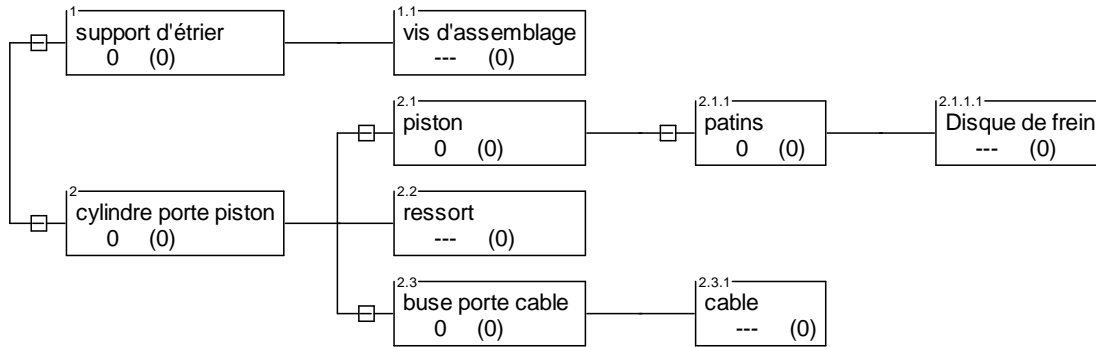 1
support d'étrier
0 (0)
1.1
vis d'assemblage
--- (0)
2.1
piston
0 (0)
2.1.1
patins
0 (0)
2.1.1.1
Disque de frein
--- (0)
2
cylindre porte piston
0 (0)
2.2
ressort
--- (0)
2.3
buse porte cable
0 (0)
2.3.1
cable
--- (0)